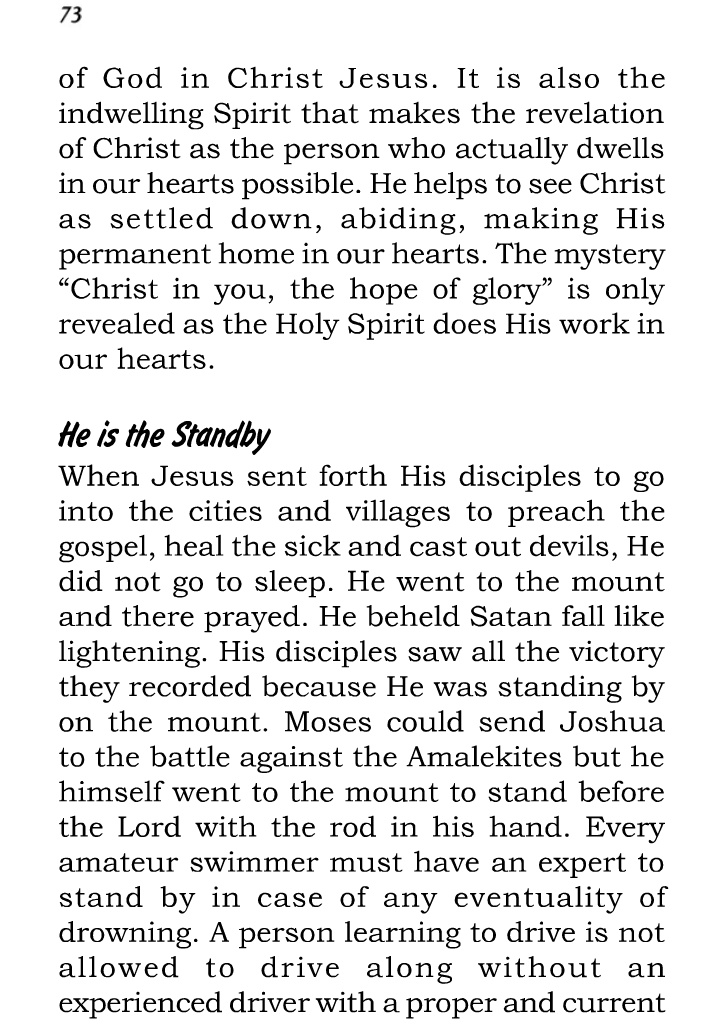 73
of God in Christ Jesus. It is also the
indwelling Spirit that makes the revelation
of Christ as the person who actually dwells
in our hearts possible. He helps to see Christ
as settled down, abiding, making His
permanent home in our hearts. The mystery
“Christ in you, the hope of glory” is only
revealed as the Holy Spirit does His work in
our hearts.
He is the Standby
When Jesus sent forth His disciples to go
into the cities and villages to preach the
gospel, heal the sick and cast out devils, He
did not go to sleep. He went to the mount
and there prayed. He beheld Satan fall like
lightening. His disciples saw all the victory
they recorded because He was standing by
on the mount. Moses could send Joshua
to the battle against the Amalekites but he
himself went to the mount to stand before
the Lord with the rod in his hand. Every
amateur swimmer must have an expert to
stand by in case of any eventuality of
drowning. A person learning to drive is not
allowed to drive along without an
experienced driver with a proper and current